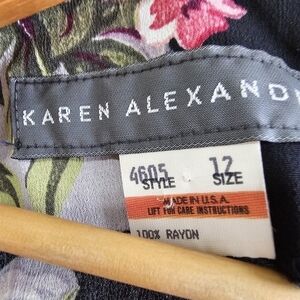 KAREN ALEXAND
4605 12
STYLE SIZE
MADE IN U.S.A.
LIFT FOR CARE INSTRUCTIONS
100% RAYON